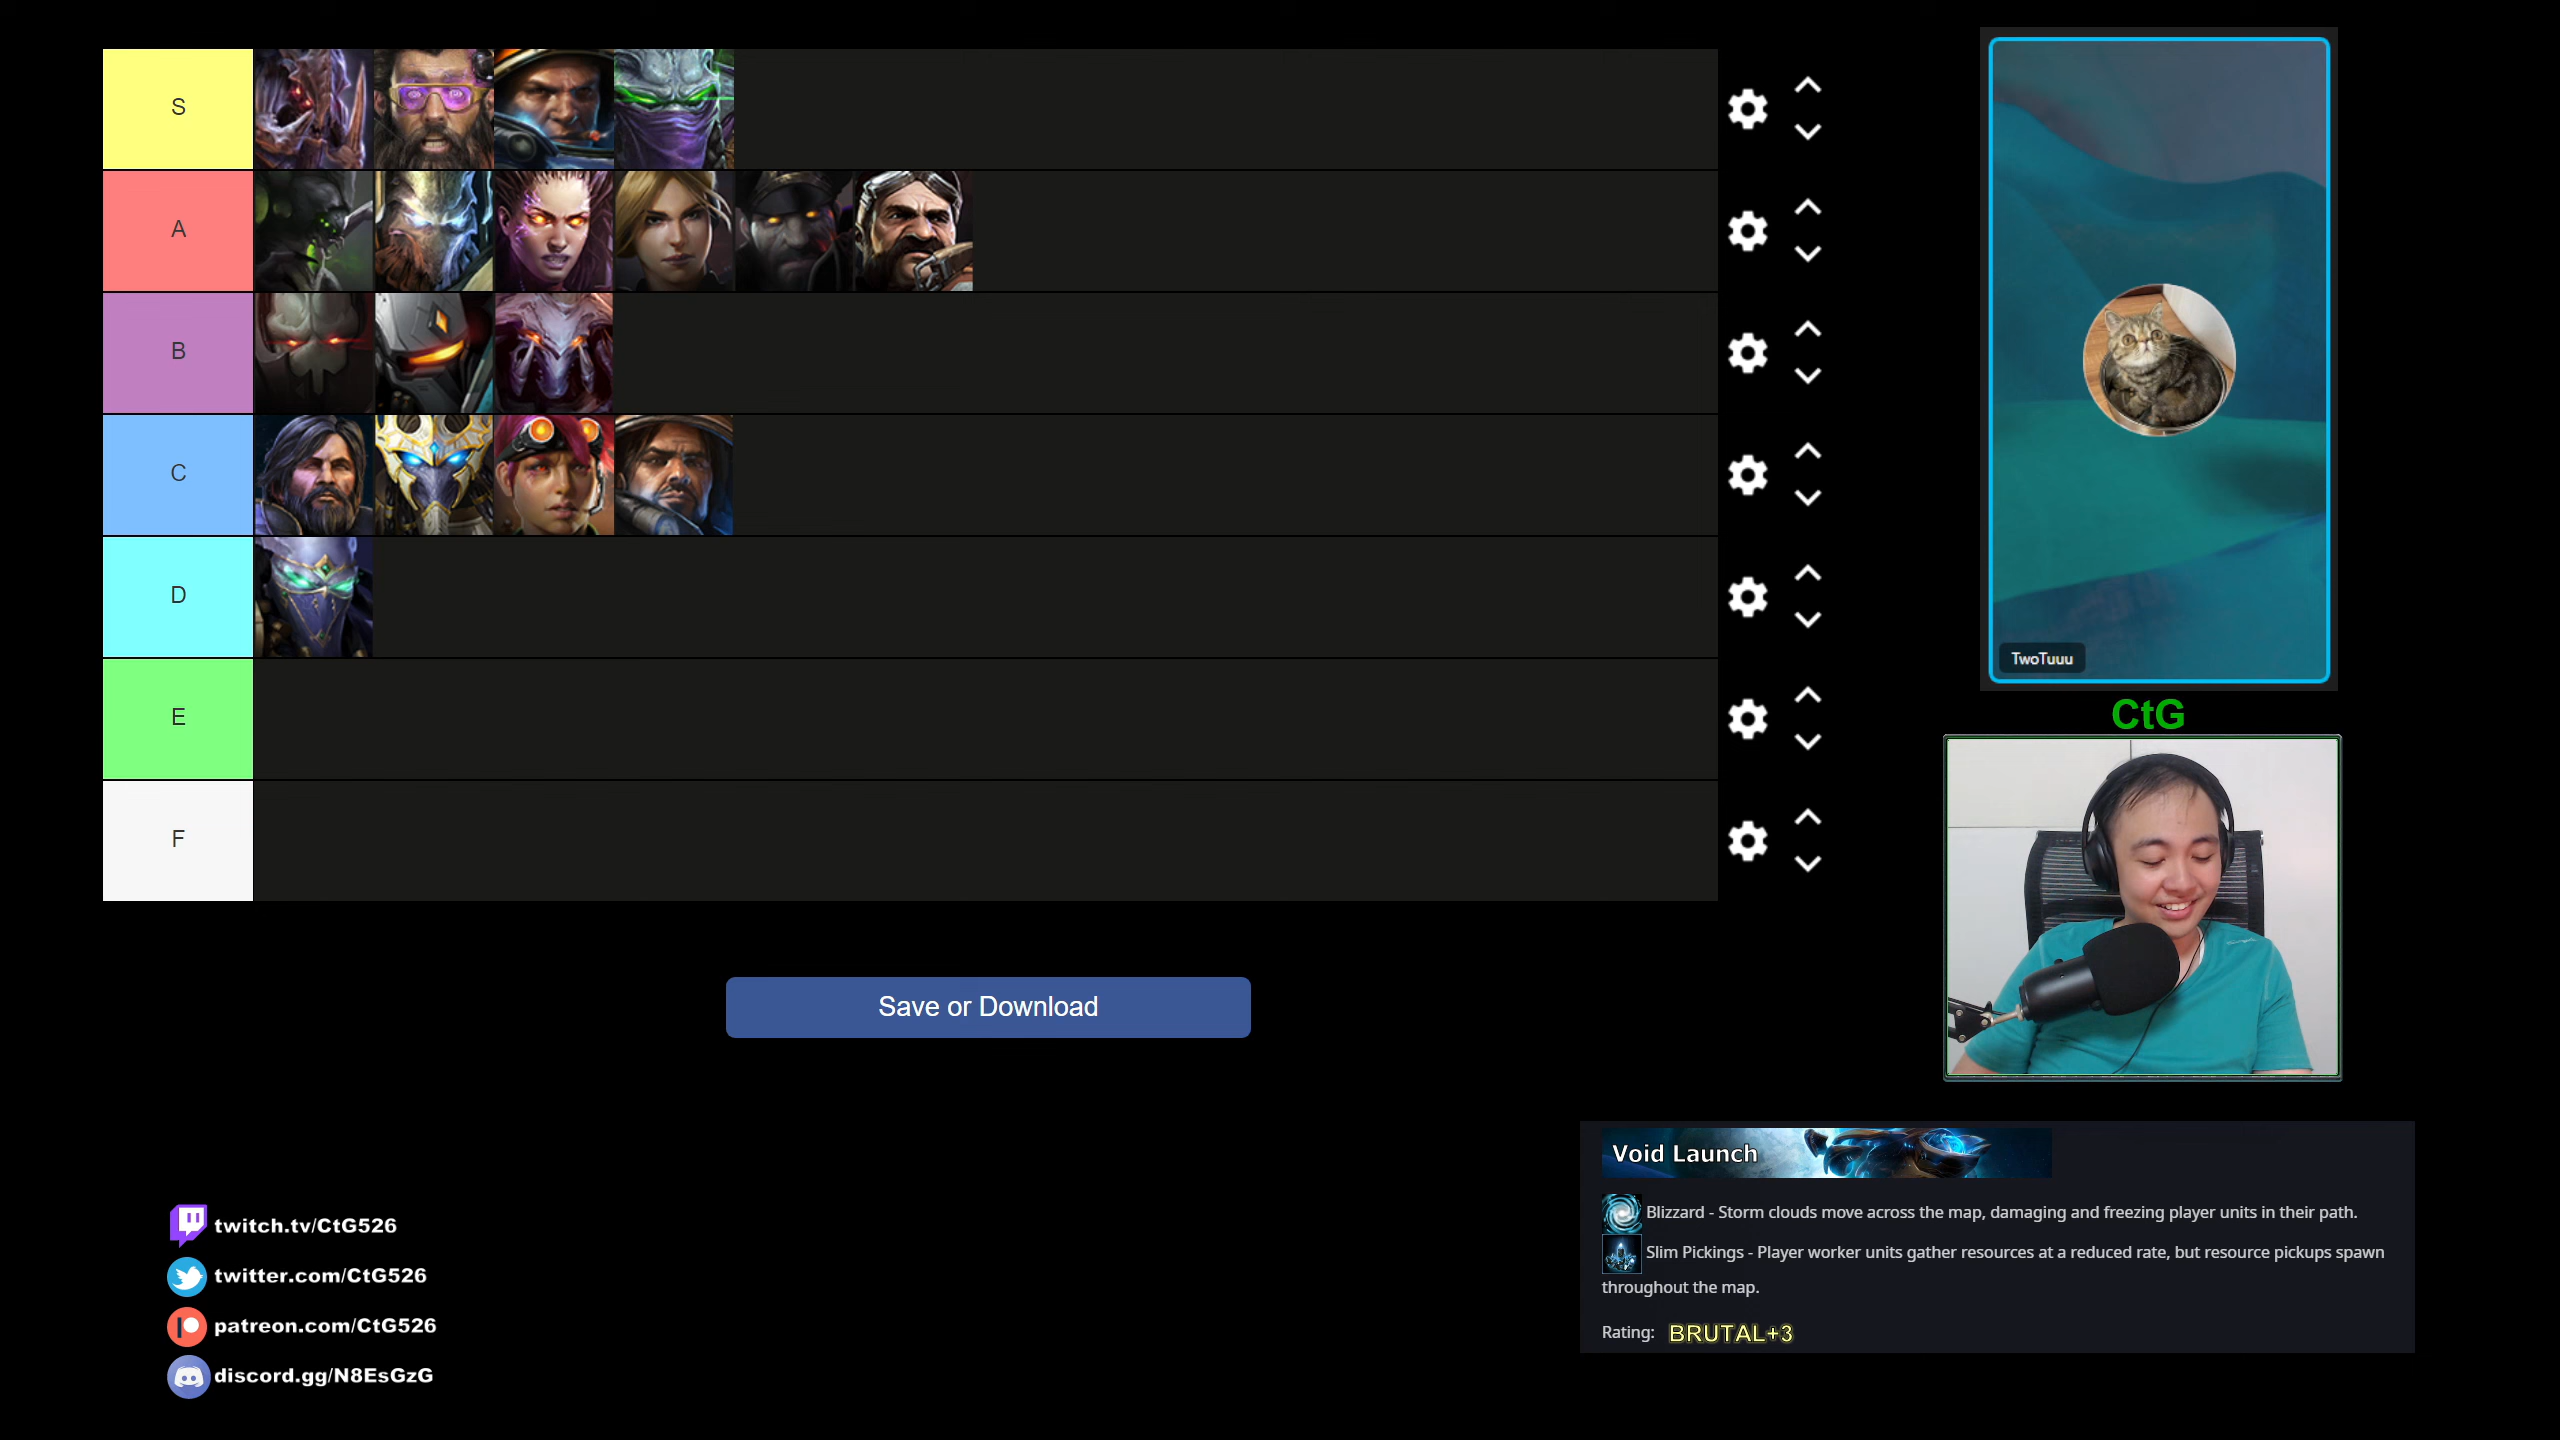 S
A
B
C
D
E
F
TwoTuuu
CtG
Save or Download
Void Launch
Blizzard - Storm clouds move across the map, damaging and freezing player units in their path.
Slim Pickings - Player worker units gather resources at a reduced rate, but resource pickups spawn
throughout the map.
Rating: BRUTAL+3
twitch.tv/CtG526
twitter.com/CtG526
patreon.com/CtG526
discord.gg/N8EsGzG